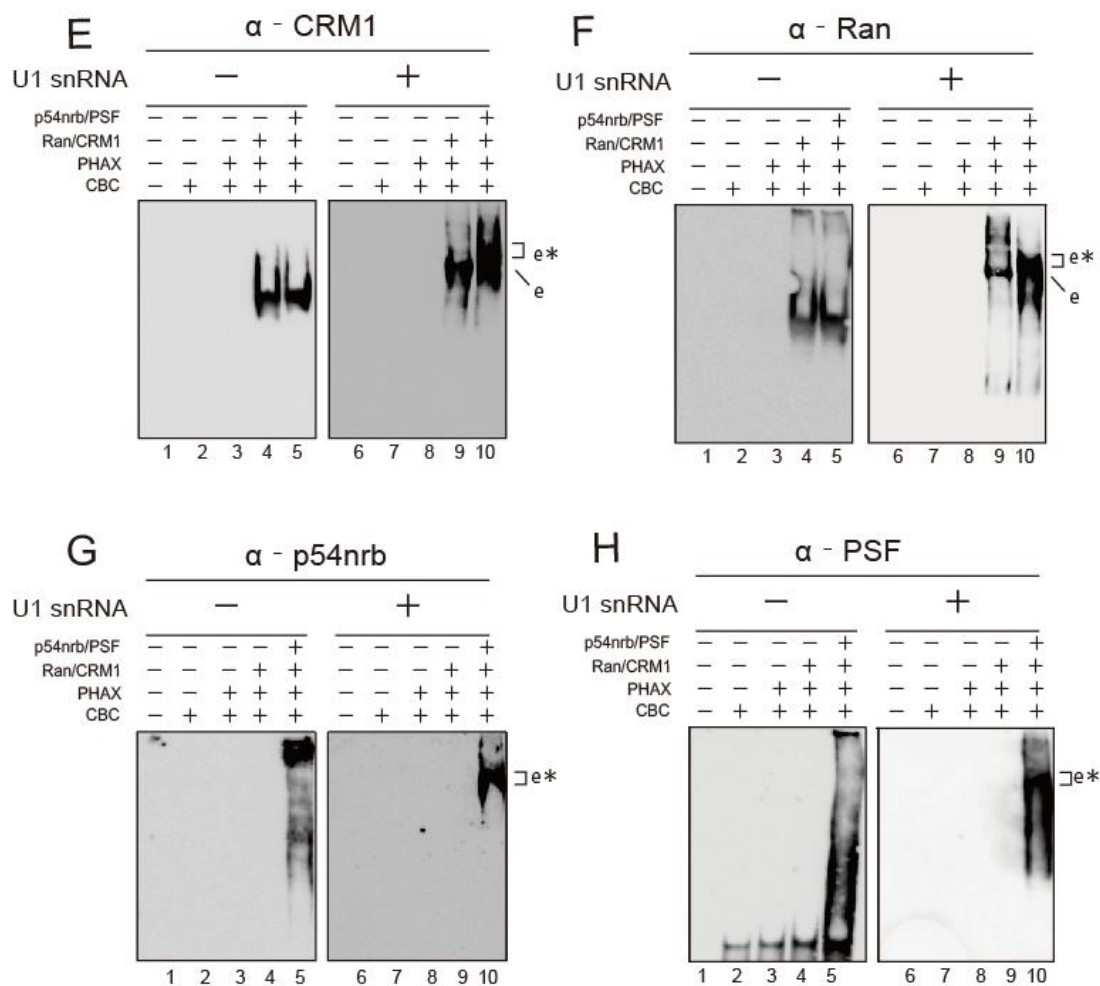 E
α - CRM1
U1 snRNA − +
p54nrb/PSF − − − − + − − − − +
Ran/CRM1 − − − + + − − − + +
PHAX − − + + + − − + + +
CBC − + + + + − + + + +
e*
e
1 2 3 4 5 6 7 8 9 10
F
α - Ran
U1 snRNA − +
p54nrb/PSF − − − − + − − − − +
Ran/CRM1 − − − + + − − − + +
PHAX − − + + + − − + + +
CBC − + + + + − + + + +
e*
e
1 2 3 4 5 6 7 8 9 10
G
α - p54nrb
U1 snRNA − +
p54nrb/PSF − − − − + − − − − +
Ran/CRM1 − − − + + − − − + +
PHAX − − + + + − − + + +
CBC − + + + + − + + + +
e*
1 2 3 4 5 6 7 8 9 10
H
α - PSF
U1 snRNA − +
p54nrb/PSF − − − − + − − − − +
Ran/CRM1 − − − + + − − − + +
PHAX − − + + + − − + + +
CBC − + + + + − + + + +
e*
1 2 3 4 5 6 7 8 9 10